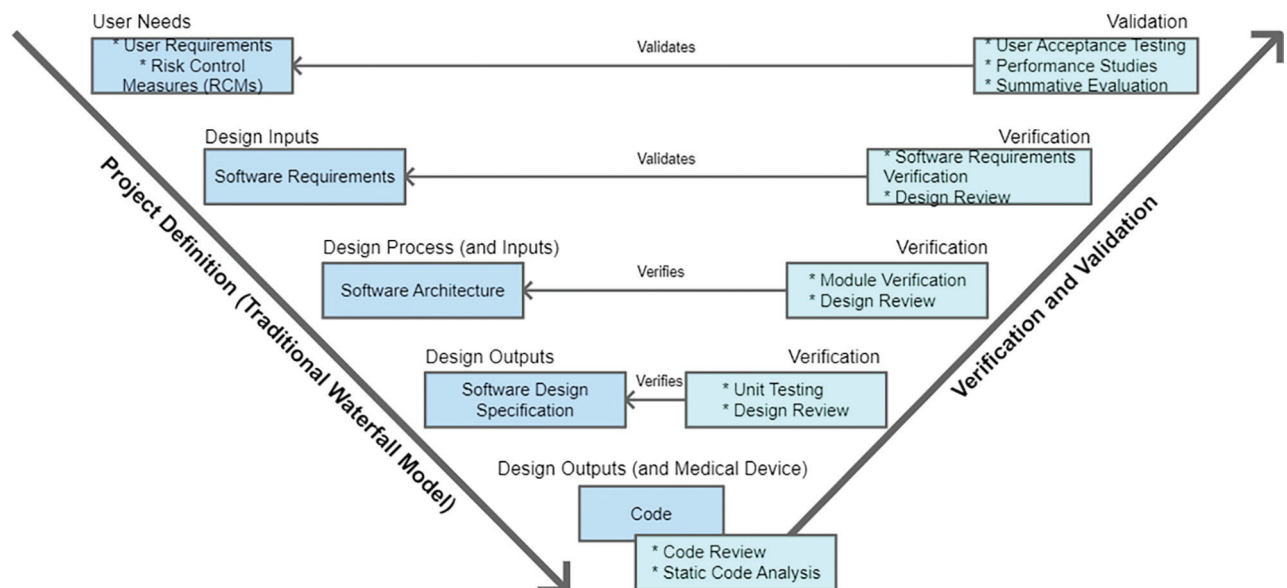 User Needs
Validation
* User Requirements
* Risk Control
Measures (RCMs)
Validates
* User Acceptance Testing
* Performance Studies
* Summative Evaluation
Design Inputs
Verification
Software Requirements
Validates
* Software Requirements
Verification
* Design Review
Design Process (and Inputs)
Verification
Software Architecture
Verifies
* Module Verification
* Design Review
Design Outputs
Verification
Software Design
Specification
Verifies
* Unit Testing
* Design Review
Design Outputs (and Medical Device)
Code
* Code Review
* Static Code Analysis
Project Definition (Traditional Waterfall Model)
Verification and Validation